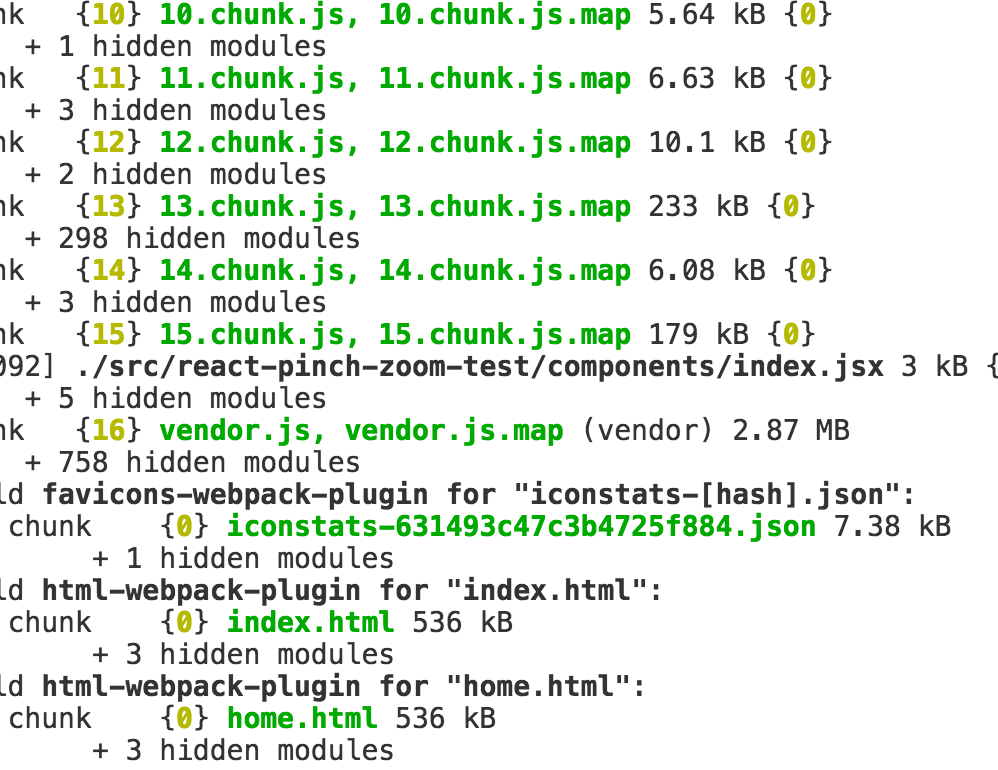 nk   {10} 10.chunk.js, 10.chunk.js.map 5.64 kB {0}
+ 1 hidden modules
nk   {11} 11.chunk.js, 11.chunk.js.map 6.63 kB {0}
+ 3 hidden modules
nk   {12} 12.chunk.js, 12.chunk.js.map 10.1 kB {0}
+ 2 hidden modules
nk   {13} 13.chunk.js, 13.chunk.js.map 233 kB {0}
+ 298 hidden modules
nk   {14} 14.chunk.js, 14.chunk.js.map 6.08 kB {0}
+ 3 hidden modules
nk   {15} 15.chunk.js, 15.chunk.js.map 179 kB {0}
092] ./src/react-pinch-zoom-test/components/index.jsx 3 kB {
+ 5 hidden modules
nk   {16} vendor.js, vendor.js.map (vendor) 2.87 MB
+ 758 hidden modules
ld favicons-webpack-plugin for "iconstats-[hash].json":
chunk    {0} iconstats-631493c47c3b4725f884.json 7.38 kB
+ 1 hidden modules
ld html-webpack-plugin for "index.html":
chunk    {0} index.html 536 kB
+ 3 hidden modules
ld html-webpack-plugin for "home.html":
chunk    {0} home.html 536 kB
+ 3 hidden modules